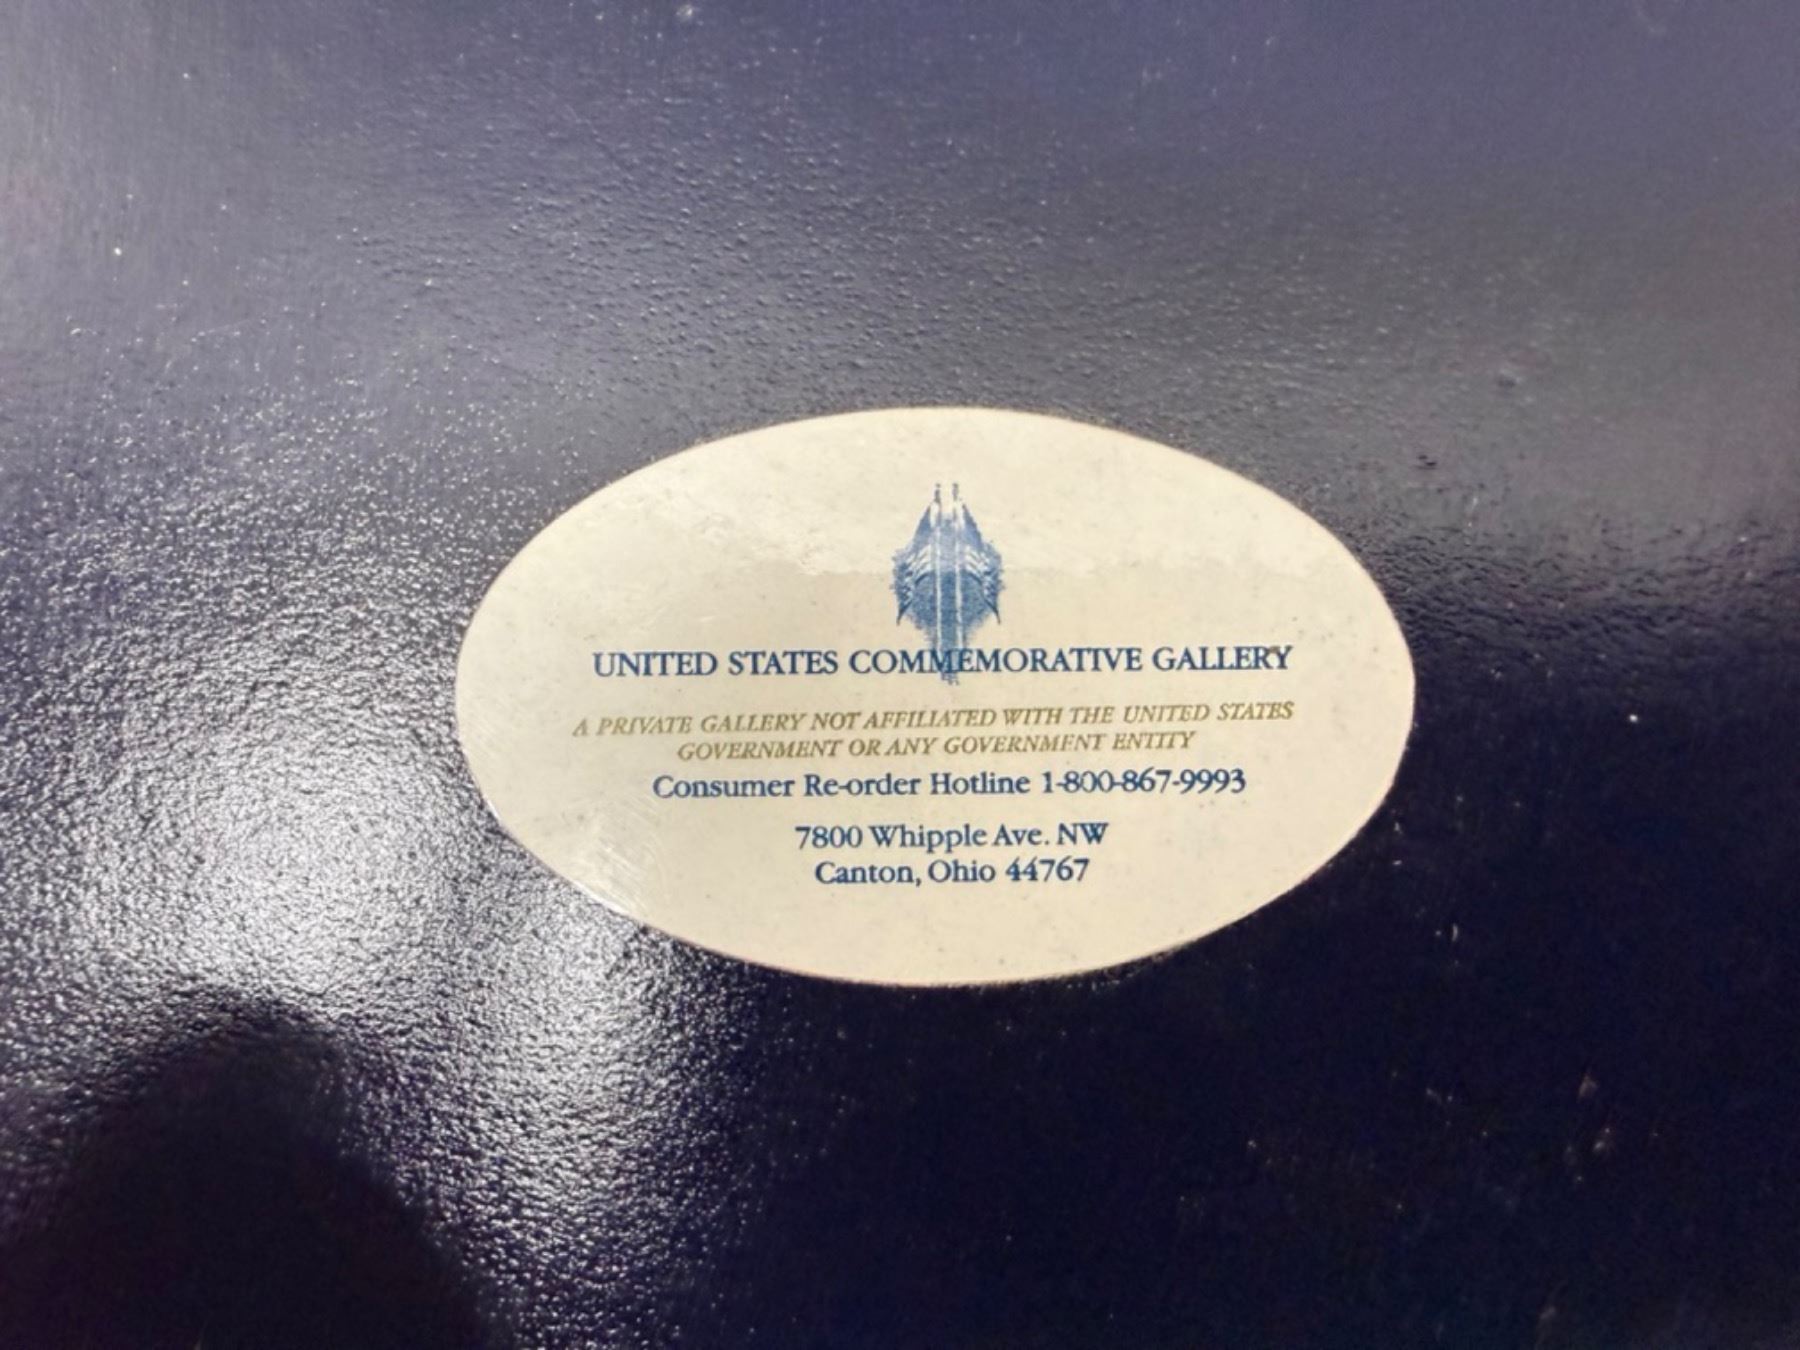 UNITED STATES COMMEMORATIVE GALLERY
A PRIVATE GALLERY NOT AFFILIATED WITH THE UNITED STATES
GOVERNMENT OR ANY GOVERNMENT ENTITY
Consumer Re-order Hotline 1-800-867-9993
7800 Whipple Ave. NW
Canton, Ohio 44767